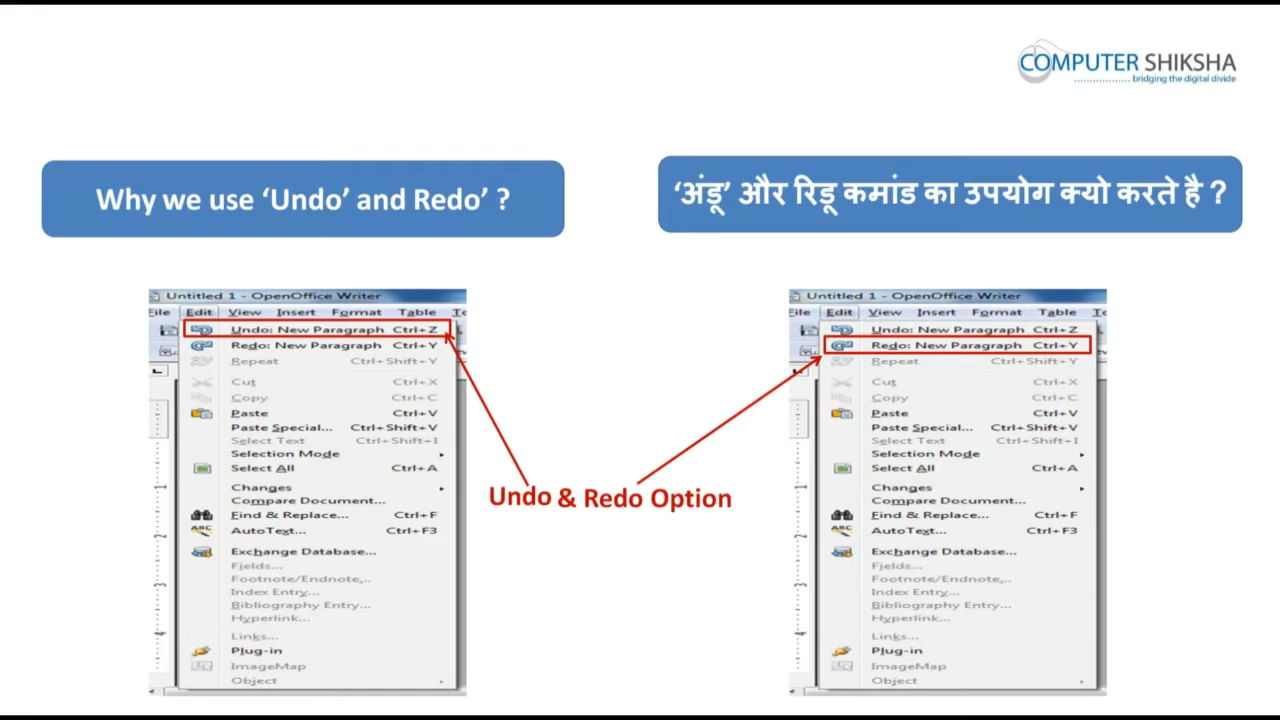 COMPUTER SHIKSHA
bridging the digital divide
Why we use ‘Undo’ and Redo’ ?
‘अंडू’ और रिडू कमांड का उपयोग क्यो करते है ?
Untitled 1 - OpenOffice Writer
File Edit View Insert Format Table
Undo: New Paragraph Ctrl+Z
Redo: New Paragraph Ctrl+Y
Repeat Ctrl+Shift+Y
Cut Ctrl+X
Copy Ctrl+C
Paste Ctrl+V
Paste Special... Ctrl+Shift+V
Select Text Ctrl+Shift+I
Selection Mode
Select All Ctrl+A
Changes
Compare Document...
Find & Replace... Ctrl+F
AutoText... Ctrl+F3
Exchange Database...
Fields...
Footnote/Endnote...
Index Entry...
Bibliography Entry...
Hyperlink...
Links...
Plug-in
ImageMap
Object
Undo & Redo Option
Untitled 1 - OpenOffice Writer
File Edit View Insert Format Table
Undo: New Paragraph Ctrl+Z
Redo: New Paragraph Ctrl+Y
Repeat Ctrl+Shift+Y
Cut Ctrl+X
Copy Ctrl+C
Paste Ctrl+V
Paste Special... Ctrl+Shift+V
Select Text Ctrl+Shift+I
Selection Mode
Select All Ctrl+A
Changes
Compare Document...
Find & Replace... Ctrl+F
AutoText... Ctrl+F3
Exchange Database...
Fields...
Footnote/Endnote...
Index Entry...
Bibliography Entry...
Hyperlink...
Links...
Plug-in
ImageMap
Object